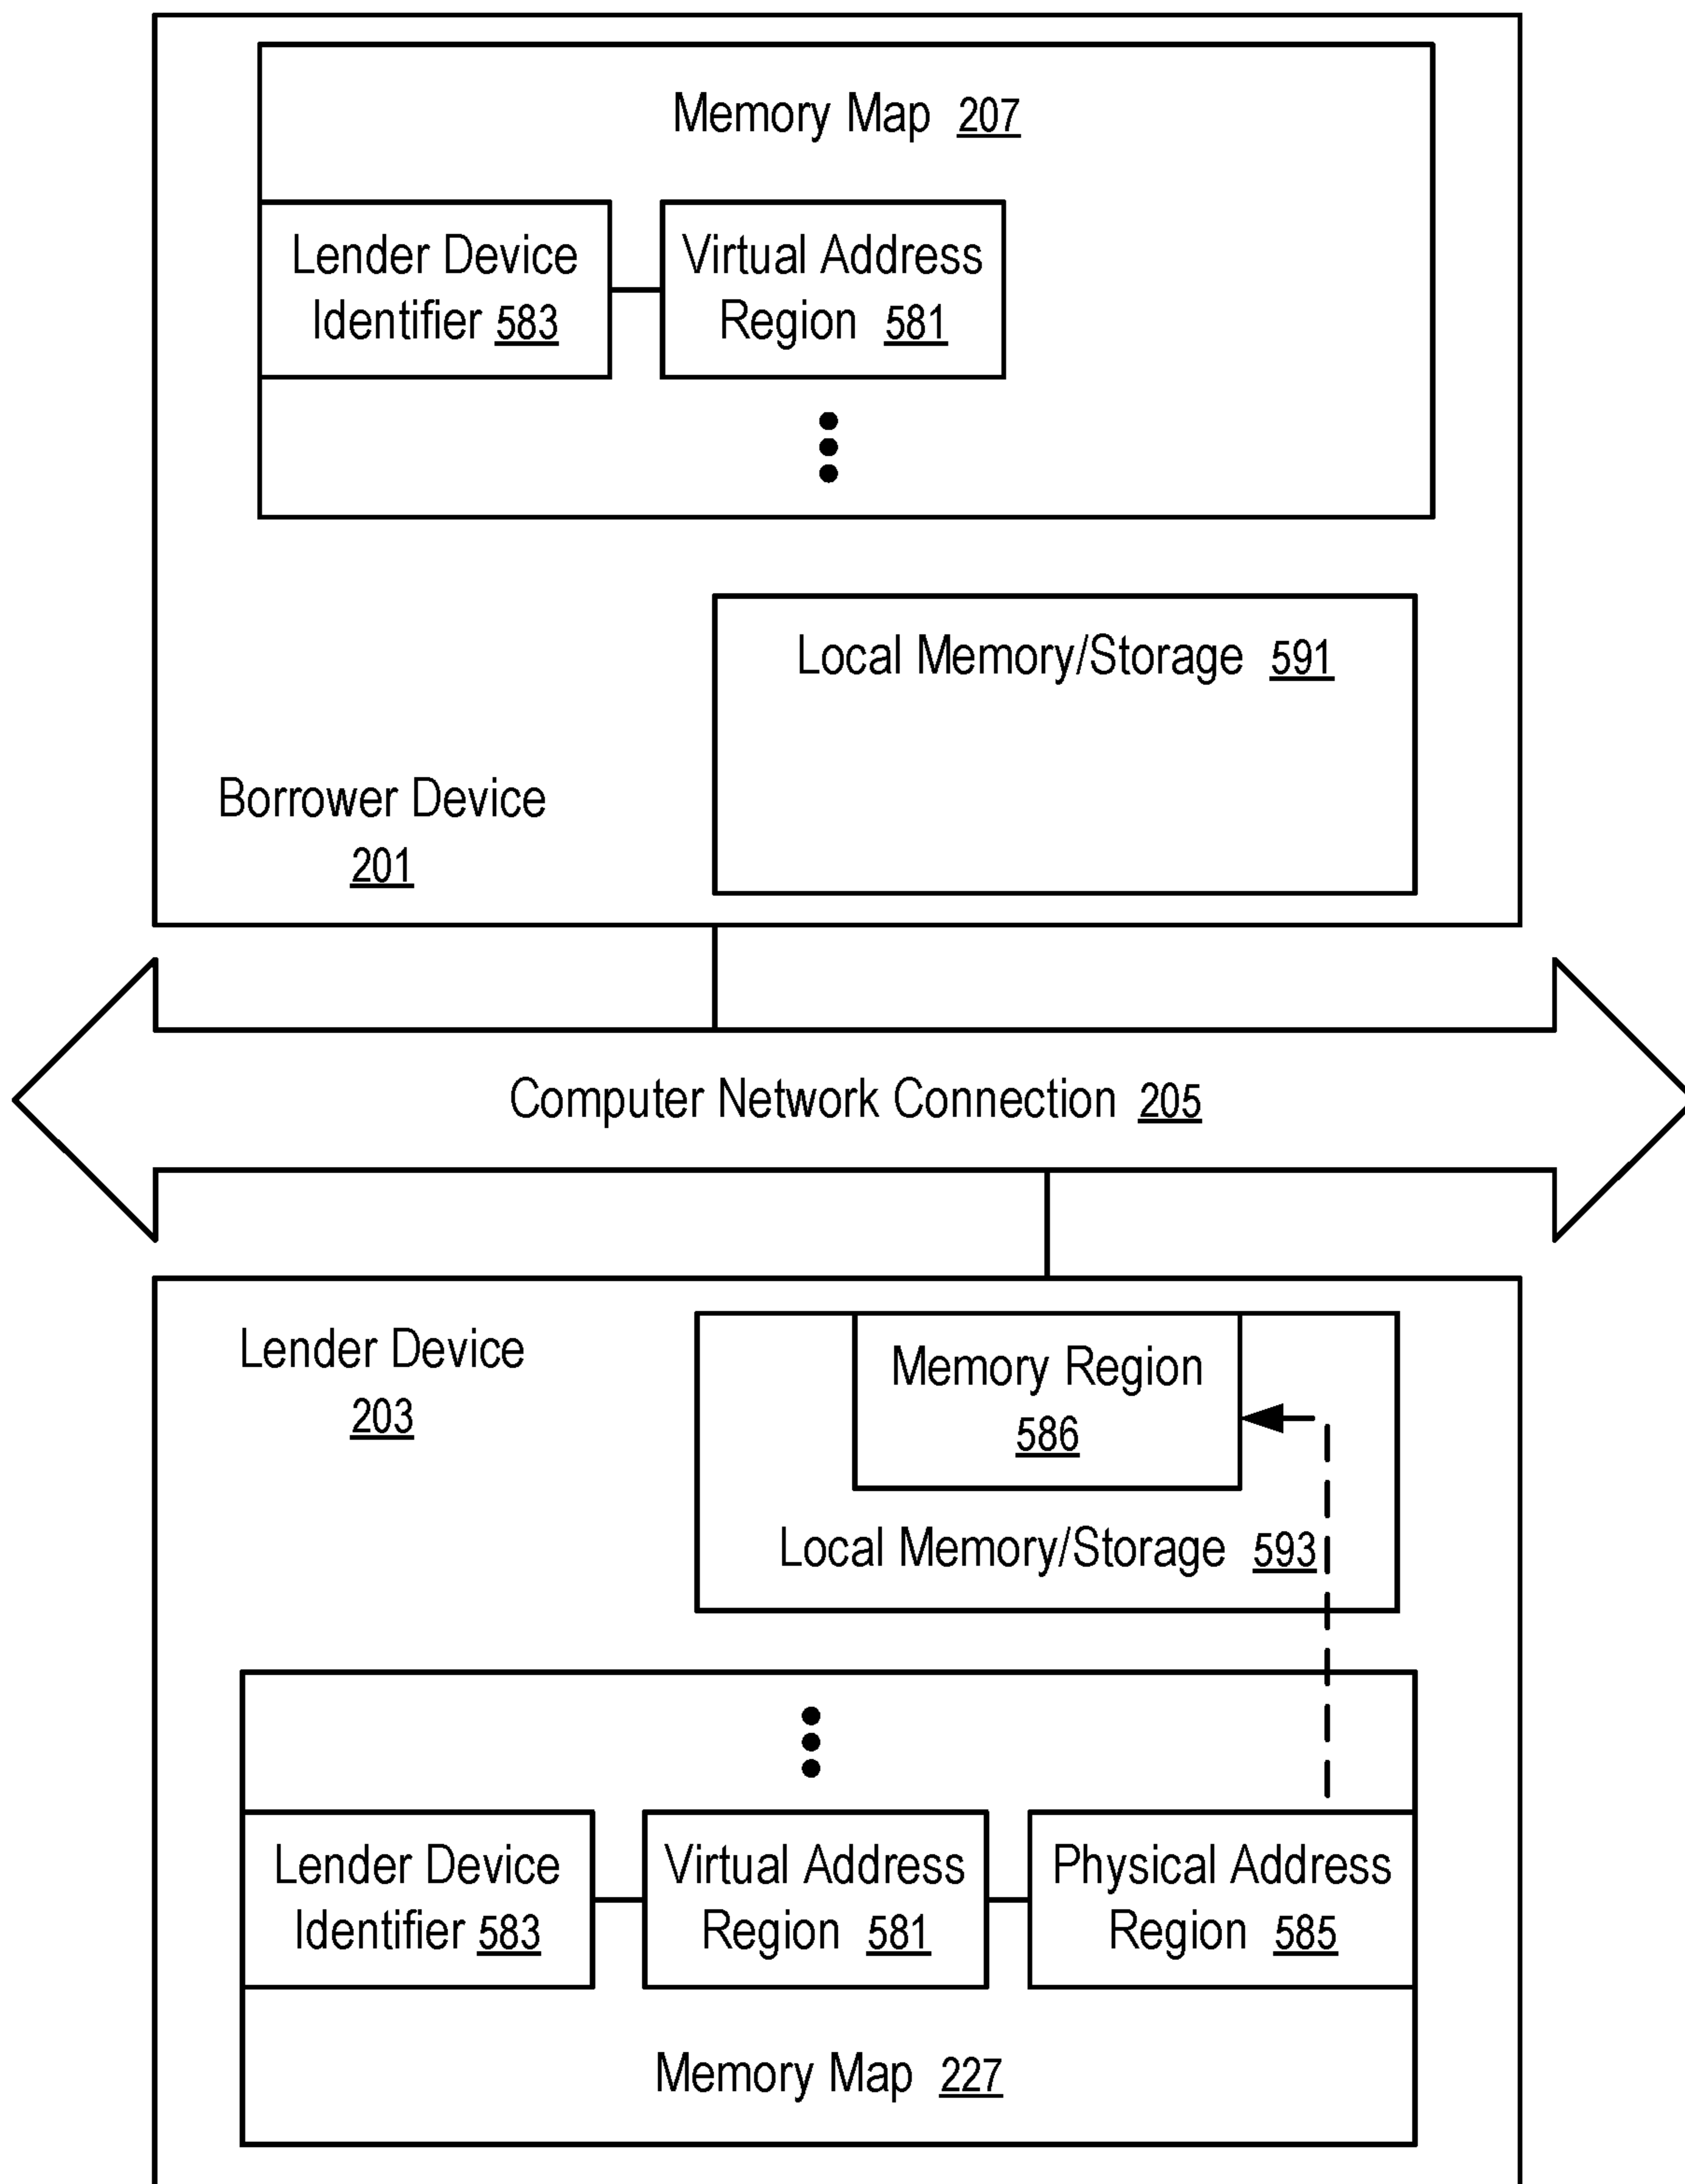 Memory Map 207
Lender Device
Identifier 583
Virtual Address
Region 581
Local Memory/Storage 591
Borrower Device
201
Computer Network Connection 205
Lender Device
203
Memory Region
586
Local Memory/Storage 593
Lender Device
Identifier 583
Virtual Address
Region 581
Physical Address
Region 585
Memory Map 227